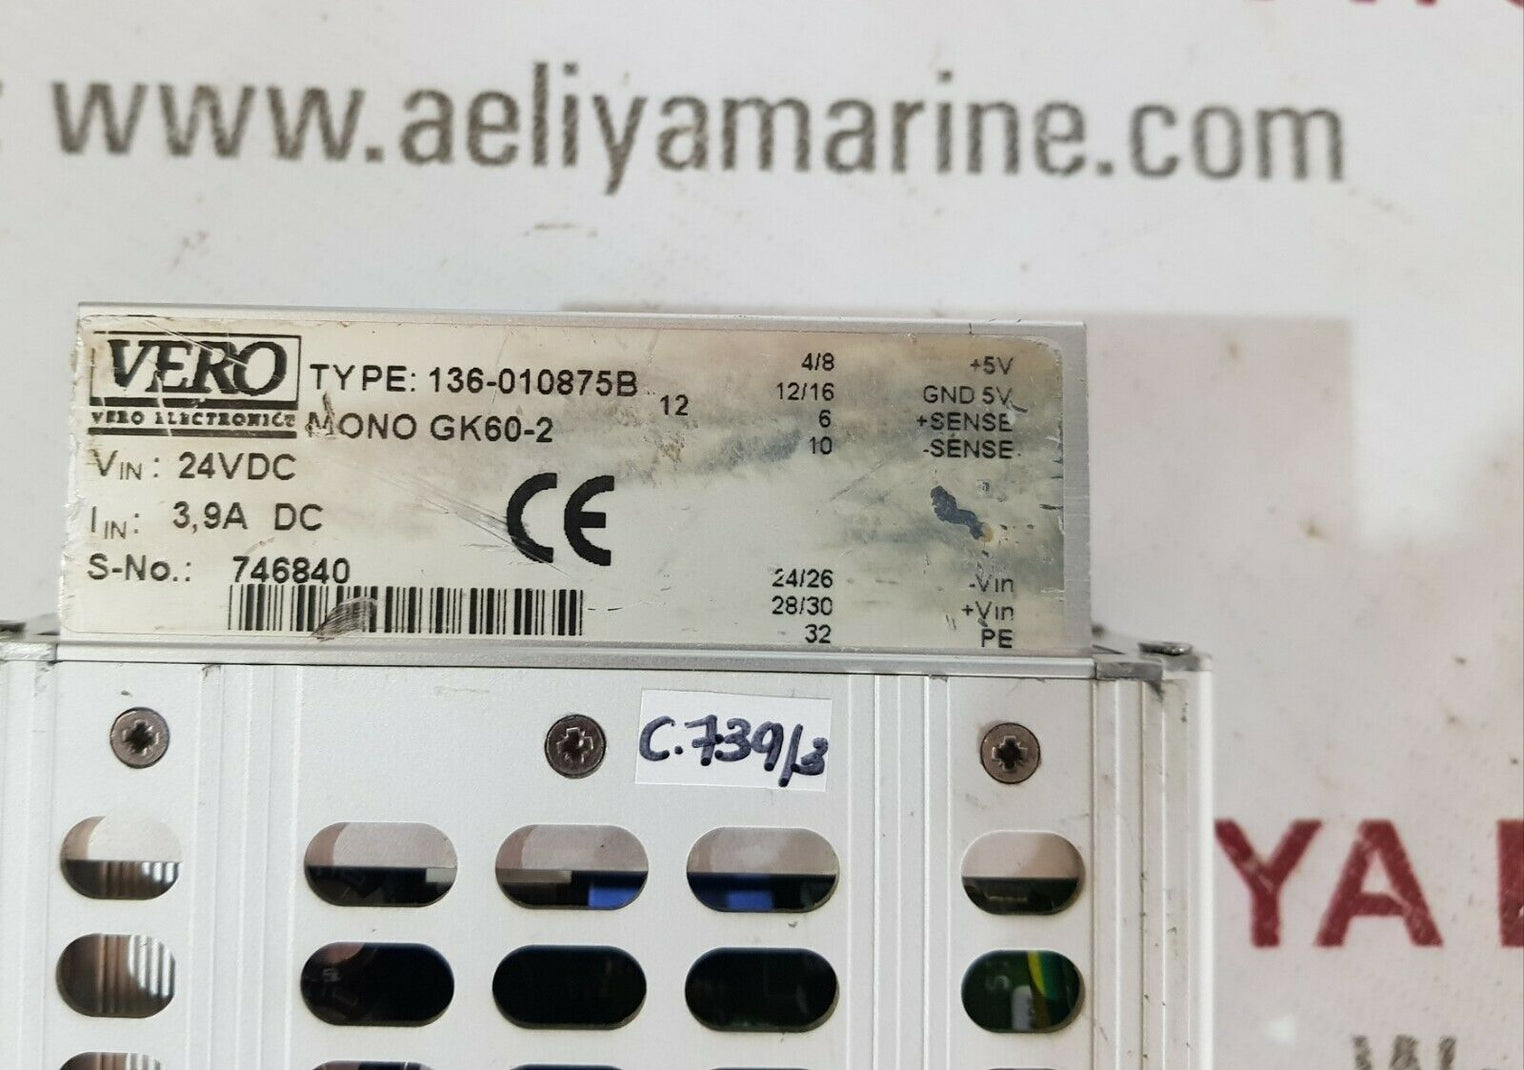 www.aeliyamarine.com
VERO
VERO ELECTRONICS
TYPE: 136-010875B
12
MONO GK60-2
VIN: 24VDC
IIN: 3,9A DC
S-No.: 746840
4/8 +5V
12/16 GND 5V
6 +SENSE
10 -SENSE
CE
24/26 -Vin
28/30 +Vin
32 PE
C.739/3
YA